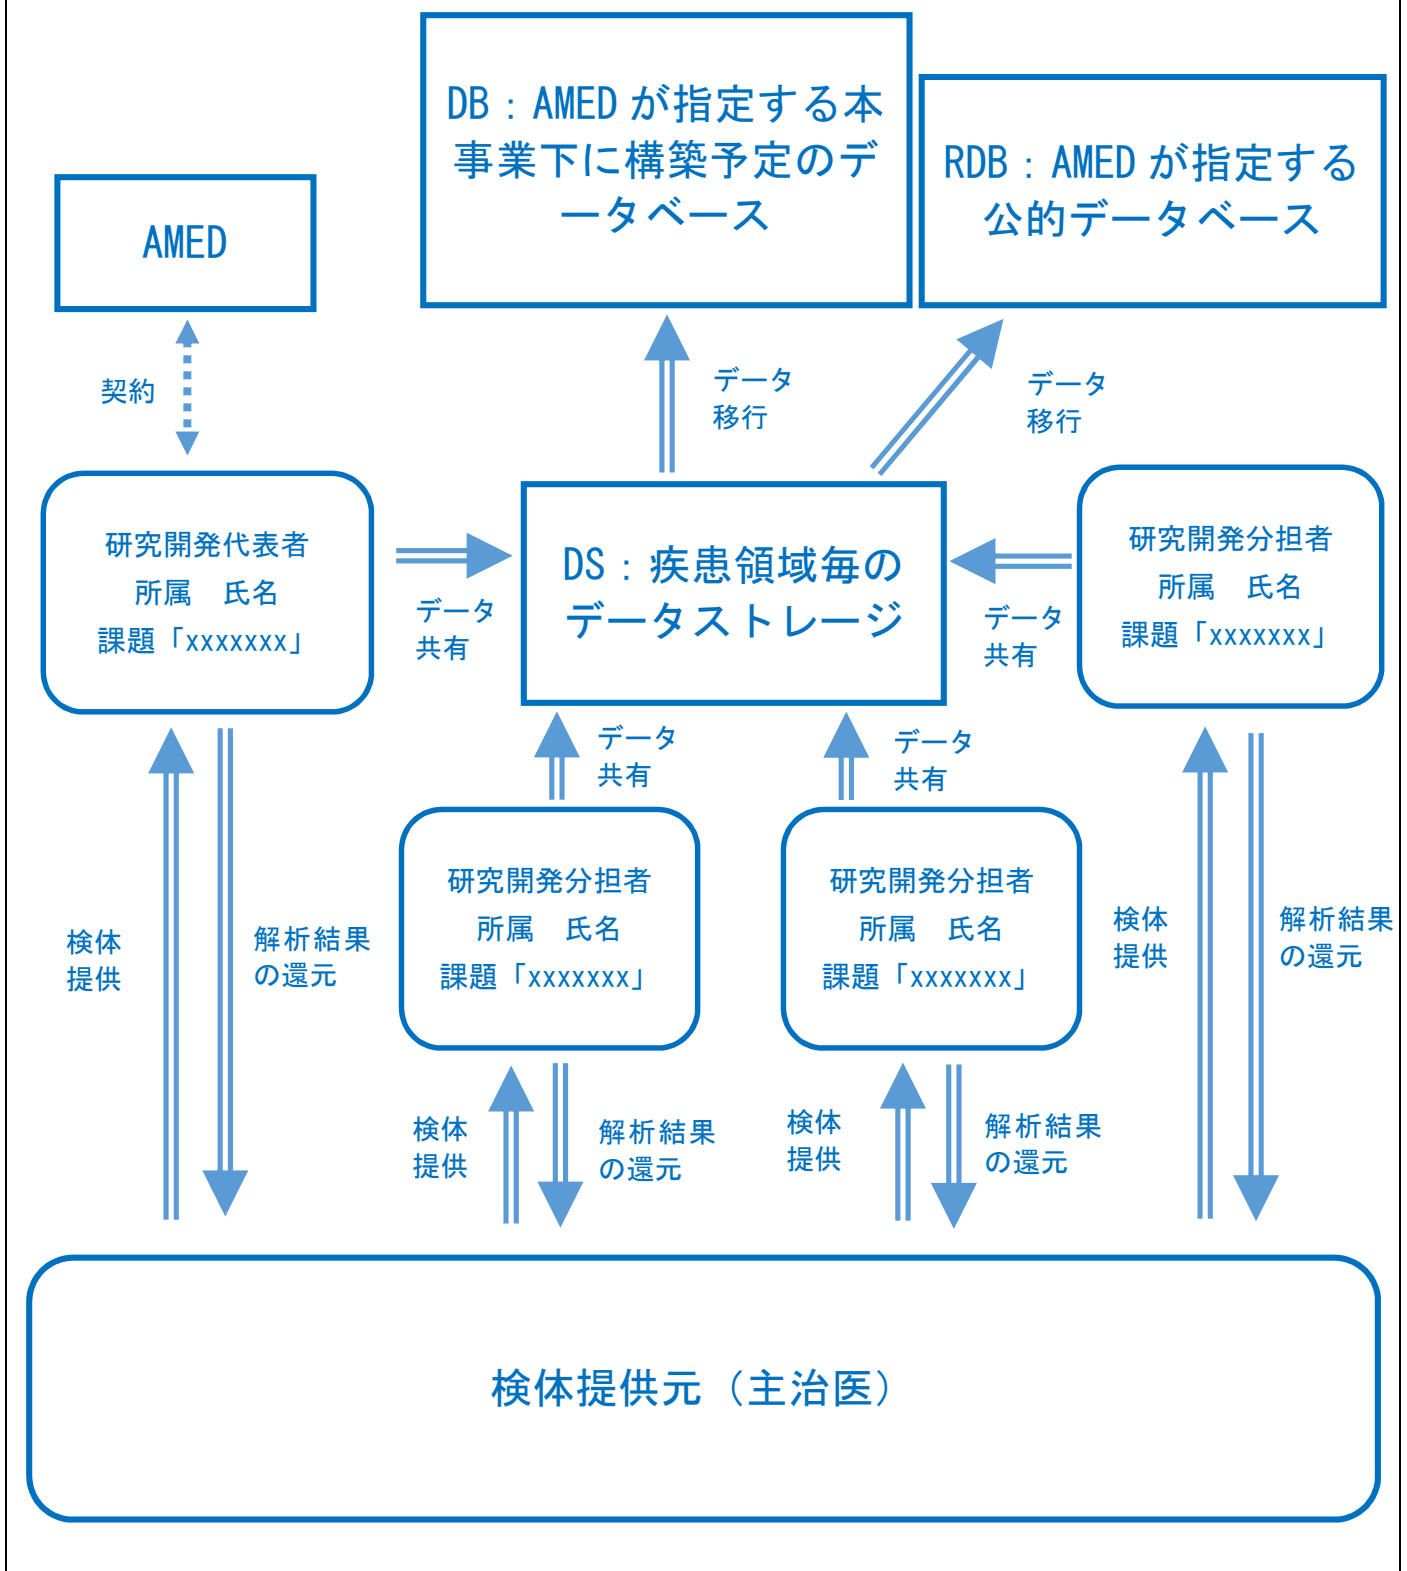 DB：AMED が指定する本
事業下に構築予定のデ
ータベース
RDB：AMED が指定する
公的データベース
AMED
契約
データ
移行
データ
移行
研究開発代表者
所属　氏名
課題「xxxxxxx」
データ
共有
DS：疾患領域毎の
データストレージ
データ
共有
研究開発分担者
所属　氏名
課題「xxxxxxx」
データ
共有
データ
共有
研究開発分担者
所属　氏名
課題「xxxxxxx」
研究開発分担者
所属　氏名
課題「xxxxxxx」
検体
提供
解析結果
の還元
検体
提供
解析結果
の還元
検体
提供
解析結果
の還元
検体
提供
解析結果
の還元
検体提供元（主治医）